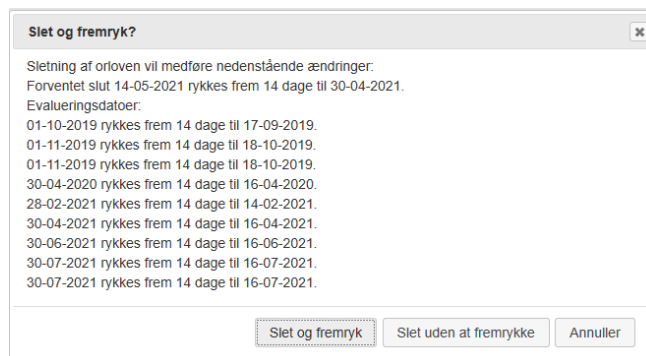 Slet og fremryk?
Sletning af orloven vil medføre nedenstående ændringer:
Forventet slut 14-05-2021 rykkes frem 14 dage til 30-04-2021.
Evalueringsdatoer:
01-10-2019 rykkes frem 14 dage til 17-09-2019.
01-11-2019 rykkes frem 14 dage til 18-10-2019.
01-11-2019 rykkes frem 14 dage til 18-10-2019.
30-04-2020 rykkes frem 14 dage til 16-04-2020.
28-02-2021 rykkes frem 14 dage til 14-02-2021.
30-04-2021 rykkes frem 14 dage til 16-04-2021.
30-06-2021 rykkes frem 14 dage til 16-06-2021.
30-07-2021 rykkes frem 14 dage til 16-07-2021.
30-07-2021 rykkes frem 14 dage til 16-07-2021.
Slet og fremryk Slet uden at fremrykke Annuller